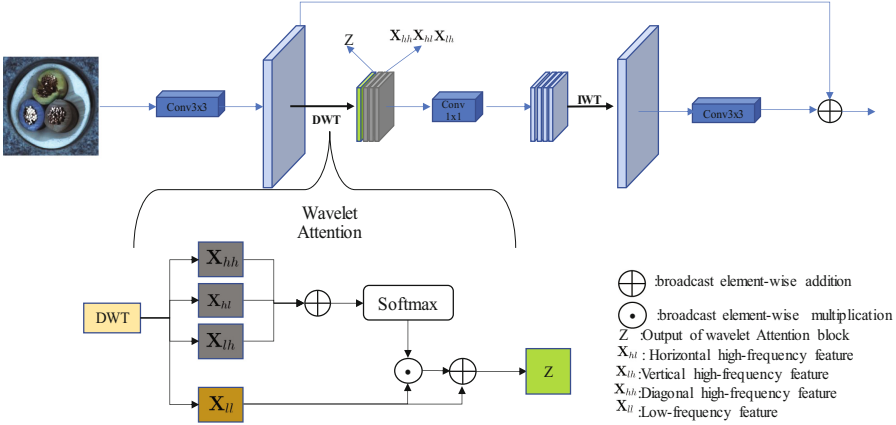 Z
X_hh X_hl X_lh
Conv3x3
DWT
Conv
1x1
IWT
Conv3x3
Wavelet
Attention
DWT
X_hh
X_hl
X_lh
X_ll
Softmax
Z
:broadcast element-wise addition
:broadcast element-wise multiplication
Z :Output of wavelet Attention block
X_hl : Horizontal high-frequency feature
X_lh :Vertical high-frequency feature
X_hh :Diagonal high-frequency feature
X_ll :Low-frequency feature